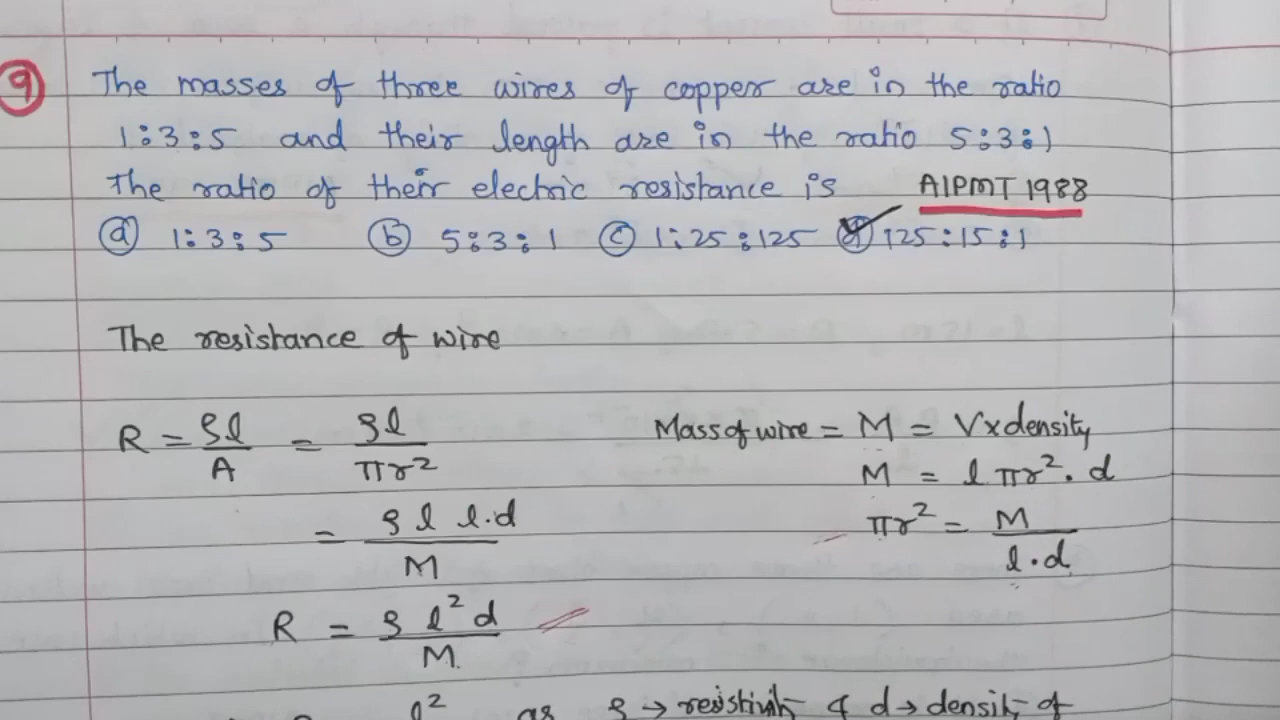 9 The masses of three wires of copper are in the ratio
1:3:5 and their length are in the ratio 5:3:1
The ratio of their electric resistance is AIPMT 1988
(a) 1:3:5 (b) 5:3:1 (c) 1:25:125 (d) 125:15:1
The resistance of wire
R = ρl/A = ρl/πr² Mass of wire = M = V x density
M = l πr² . d
= ρ l l.d/M πr² = M/l.d
R = ρ l² d/M
l² as ρ → resistivity & d → density of